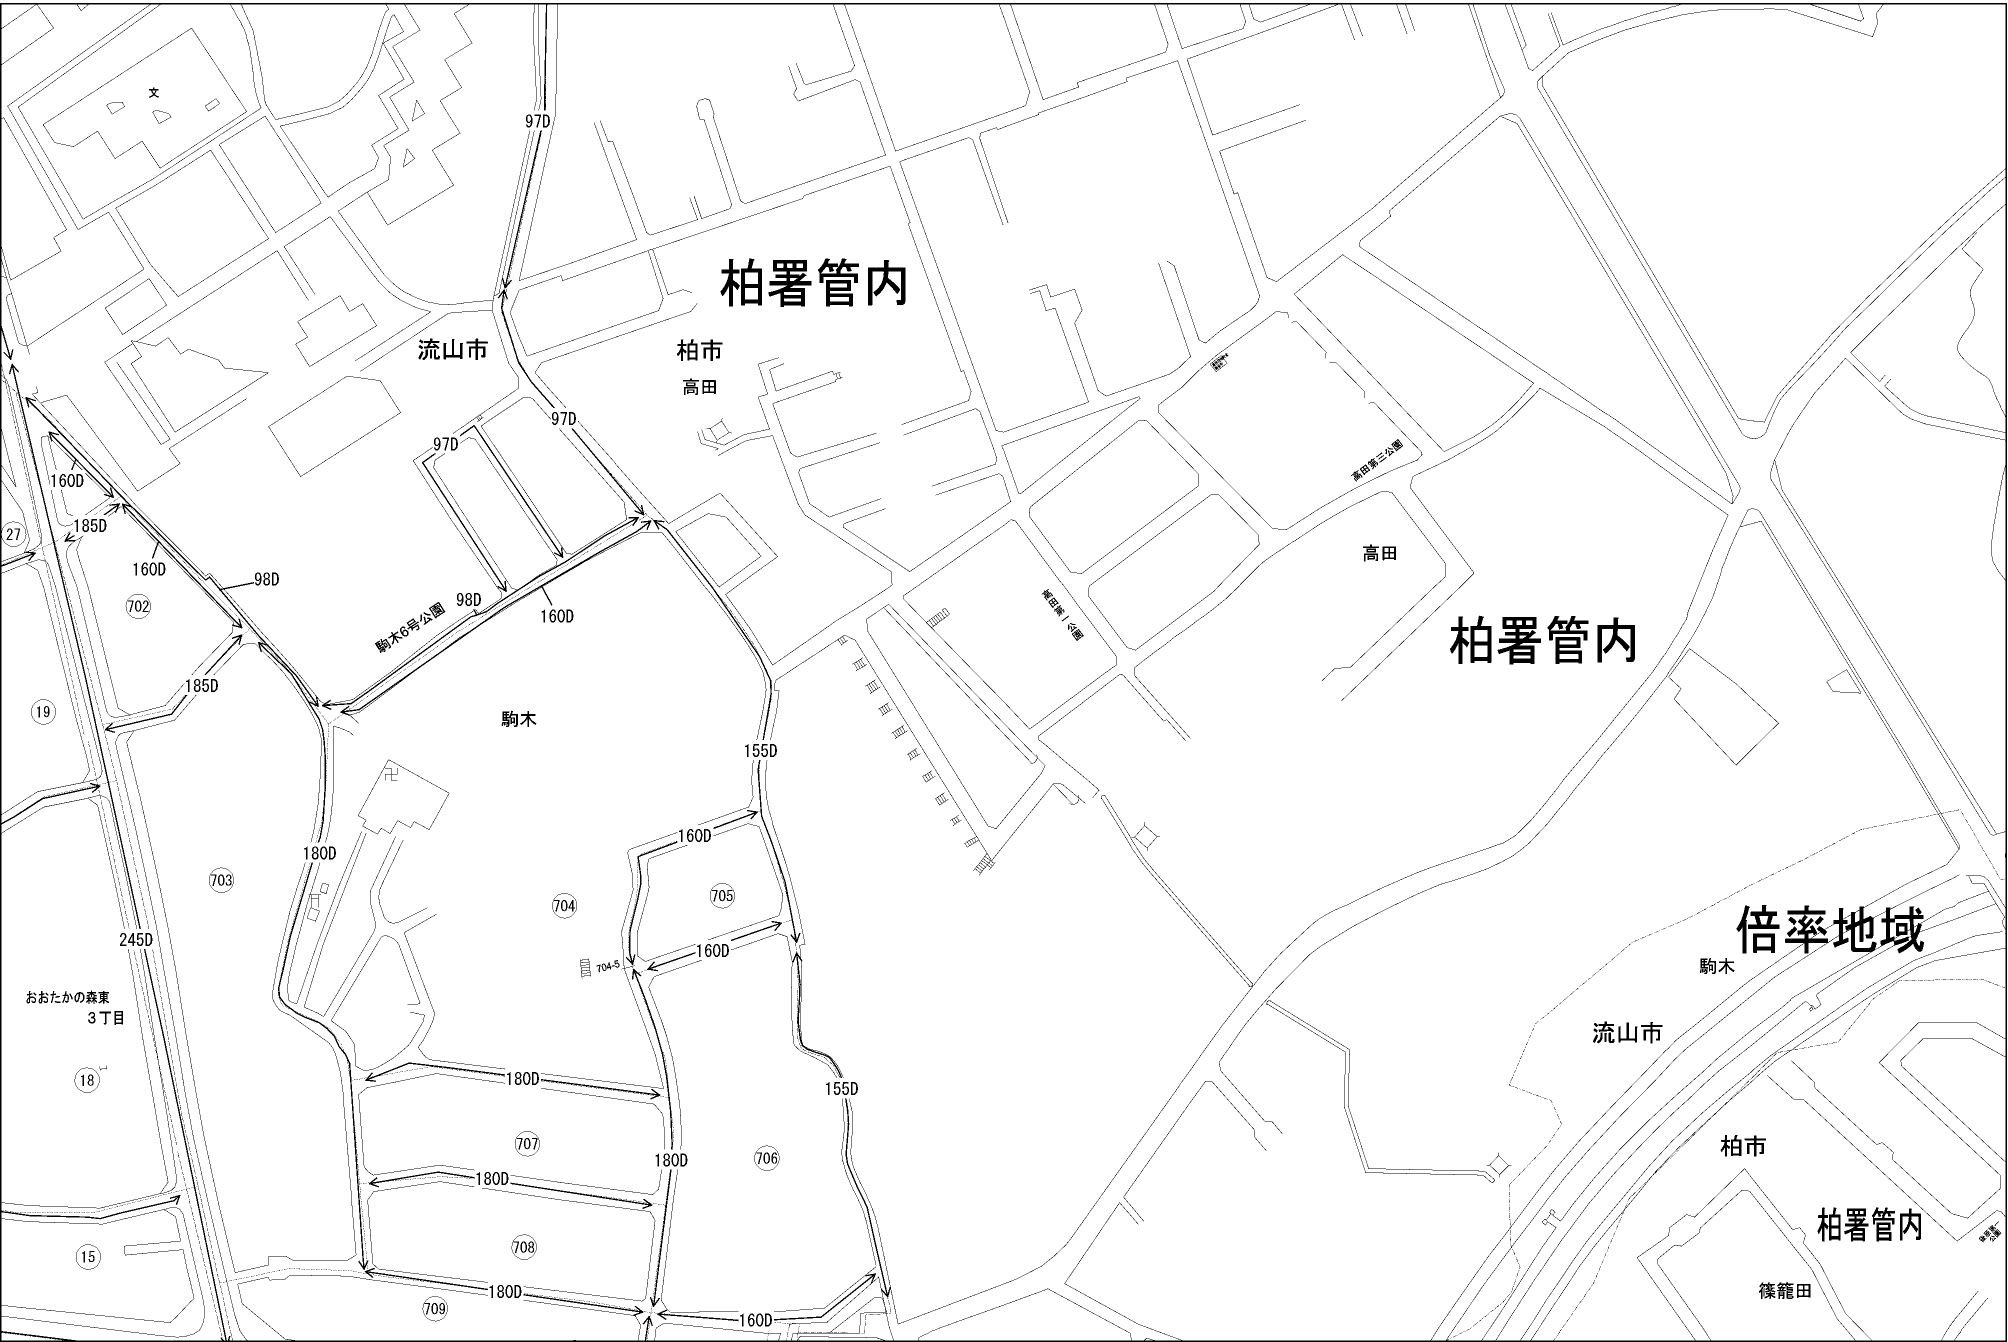 文
97D
柏署管内
流山市
柏市
高田
97D
97D
高田第三公園
160D
185D
27
160D
98D
702
98D
160D
駒木6号公園
高田第一公園
高田
柏署管内
185D
19
駒木
155D
卍
180D
160D
703
704
705
倍率地域
245D
160D
駒木
704-5
おおたかの森東
3丁目
流山市
18
180D
155D
707
180D
706
柏市
180D
柏署管内
15
708
180D
709
160D
篠籠田